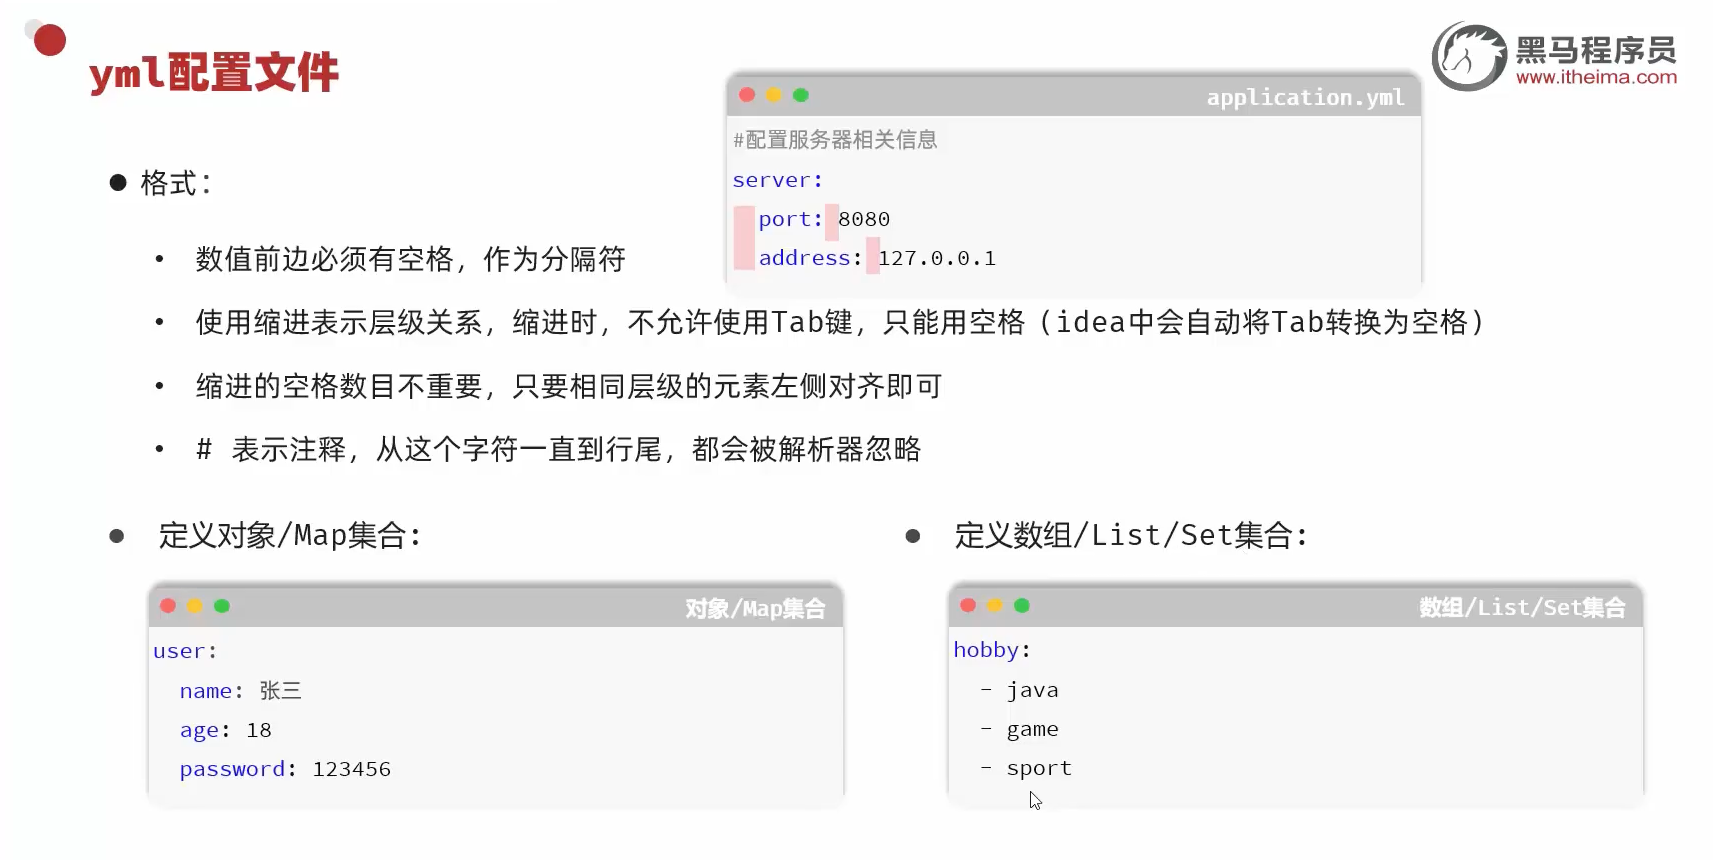 yml配置文件
黑马程序员
www.itheima.com
application.yml
#配置服务器相关信息
server:
port: 8080
address: 127.0.0.1
格式：
数值前边必须有空格，作为分隔符
使用缩进表示层级关系，缩进时，不允许使用Tab键，只能用空格（idea中会自动将Tab转换为空格）
缩进的空格数目不重要，只要相同层级的元素左侧对齐即可
# 表示注释，从这个字符一直到行尾，都会被解析器忽略
定义对象/Map集合：
对象/Map集合
user:
name: 张三
age: 18
password: 123456
定义数组/List/Set集合：
数组/List/Set集合
hobby:
- java
- game
- sport